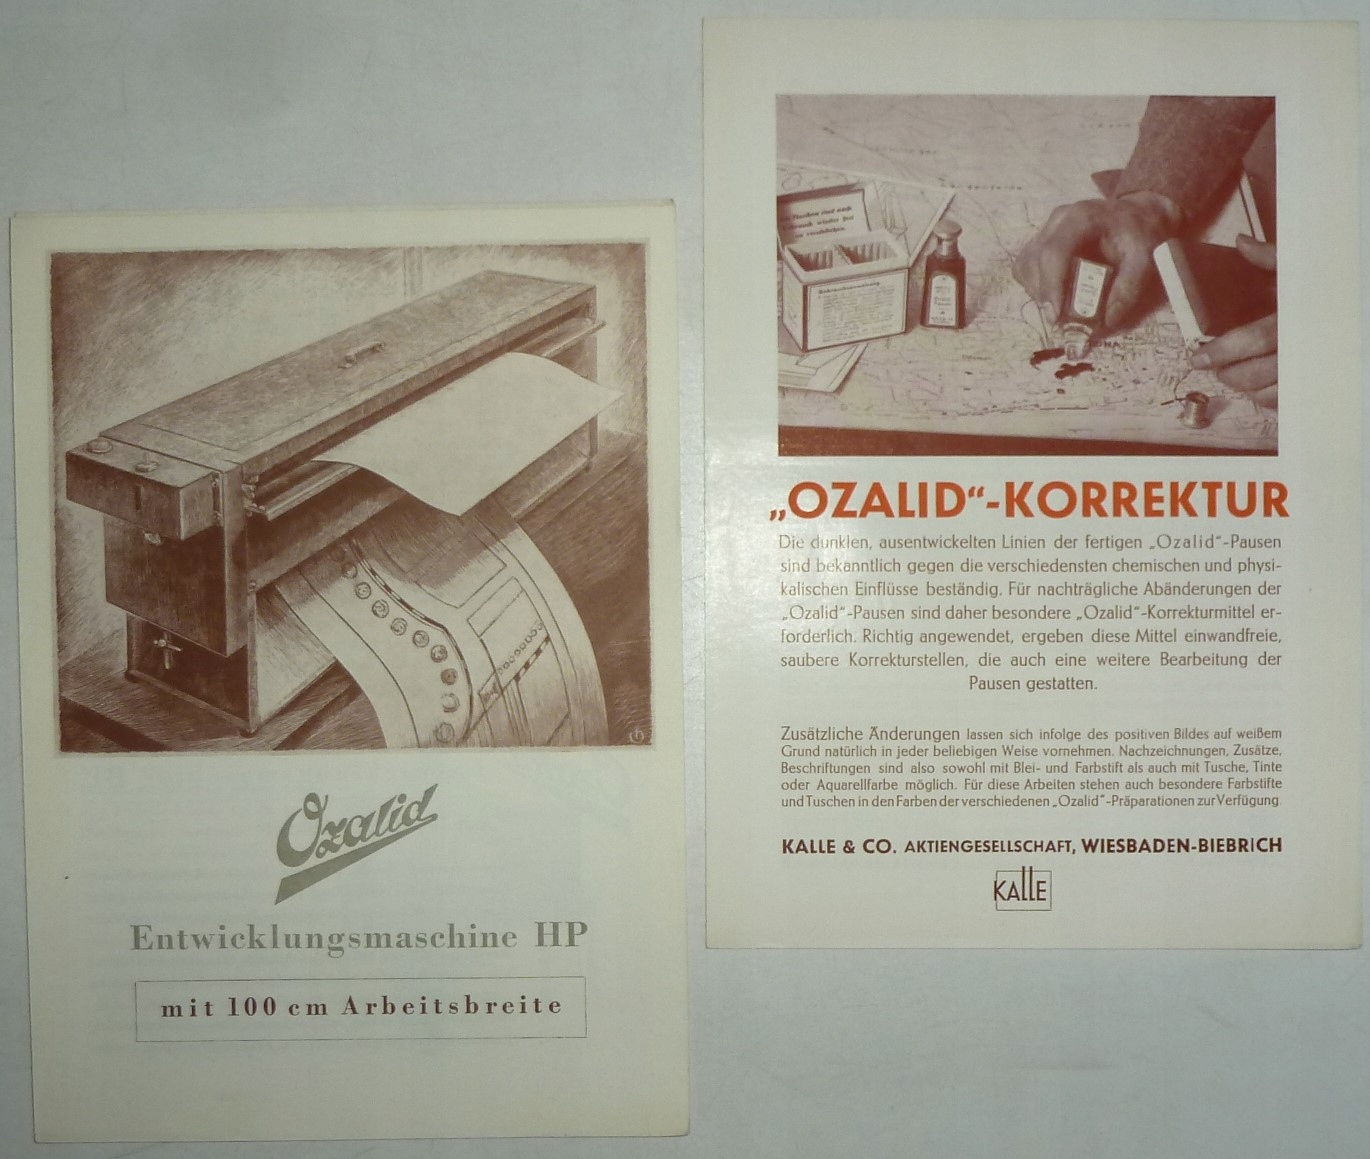 Ozalid
Entwicklungsmaschine HP
mit 100 cm Arbeitsbreite
„OZALID“-KORREKTUR
Die dunklen, ausentwickelten Linien der fertigen „Ozalid“-Pausen
sind bekanntlich gegen die verschiedensten chemischen und physi-
kalischen Einflüsse beständig. Für nachträgliche Abänderungen der
„Ozalid“-Pausen sind daher besondere „Ozalid“-Korrekturmittel er-
forderlich. Richtig angewendet, ergeben diese Mittel einwandfreie,
saubere Korrekturstellen, die auch eine weitere Bearbeitung der
Pausen gestatten.
Zusätzliche Änderungen lassen sich infolge des positiven Bildes auf weißem
Grund natürlich in jeder beliebigen Weise vornehmen. Nachzeichnungen, Zusätze,
Beschriftungen sind also sowohl mit Blei- und Farbstift als auch mit Tusche, Tinte
oder Aquarellfarbe möglich. Für diese Arbeiten stehen auch besondere Farbstifte
und Tuschen in den Farben der verschiedenen „Ozalid“-Präparationen zur Verfügung.
KALLE & CO. AKTIENGESELLSCHAFT, WIESBADEN-BIEBRICH
KALLE